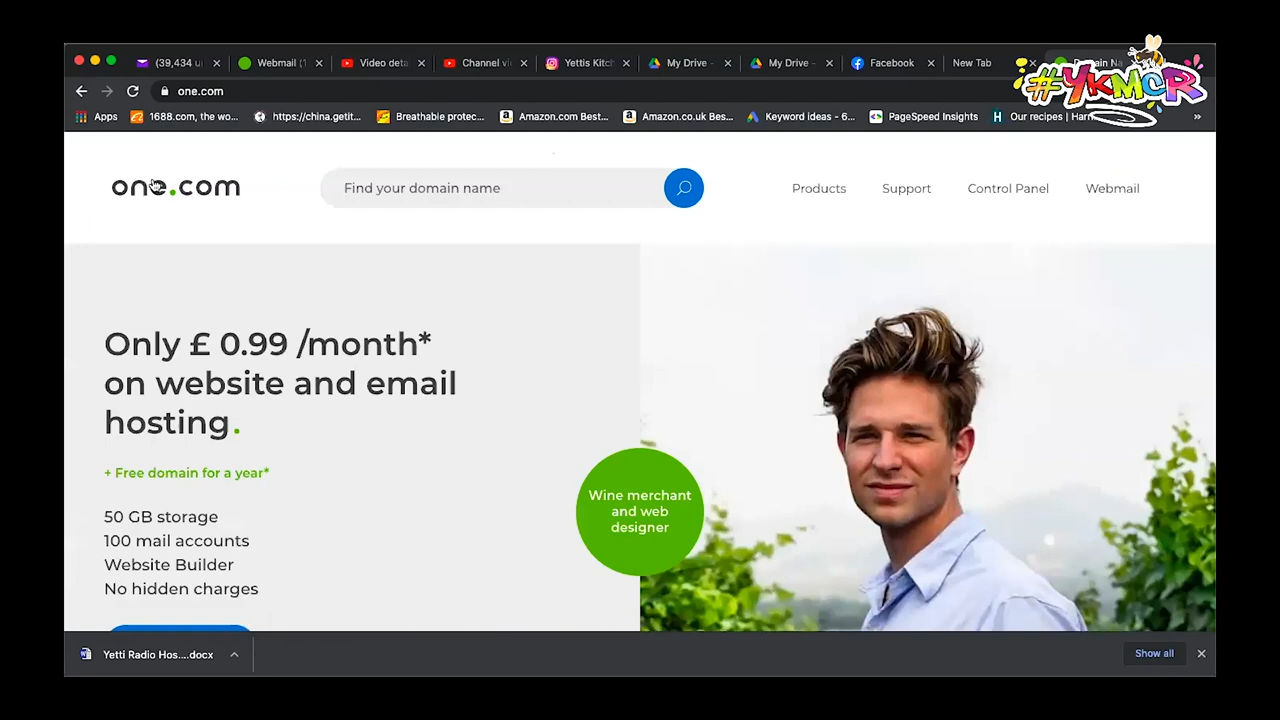 (39,434 u
Webmail (1
Video deta
Channel vi
Yettis Kitch
My Drive -
My Drive -
Facebook
New Tab
Domain Na
#YKMCR
one.com
Apps
1688.com, the wo...
https://china.getit...
Breathable protec...
Amazon.com Best...
Amazon.co.uk Best...
Keyword ideas - 6...
PageSpeed Insights
Our recipes | Harr
one.com
Find your domain name
Products
Support
Control Panel
Webmail
Only £ 0.99 /month*
on website and email
hosting.
+ Free domain for a year*
50 GB storage
100 mail accounts
Website Builder
No hidden charges
Wine merchant
and web
designer
Yetti Radio Hos....docx
Show all